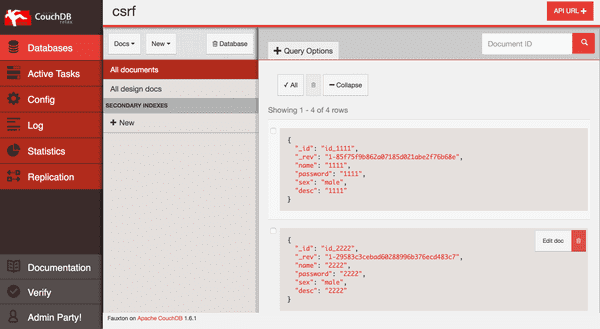 CouchDB
relax
csrf
API URL
Databases
Active Tasks
Config
Log
Statistics
Replication
Documentation
Verify
Admin Party!
Docs
New
Database
All documents
All design docs
SECONDARY INDEXES
New
Query Options
Document ID
All
Collapse
Showing 1 - 4 of 4 rows
{
"_id": "id_1111",
"_rev": "1-85f75f9b862a07185d021abe2f76b68e",
"name": "1111",
"password": "1111",
"sex": "male",
"desc": "1111"
}
Edit doc
{
"_id": "id_2222",
"_rev": "1-29583c3cebad60288996b376ecd483c7",
"name": "2222",
"password": "2222",
"sex": "male",
"desc": "2222"
}
Fauxton on Apache CouchDB 1.6.1